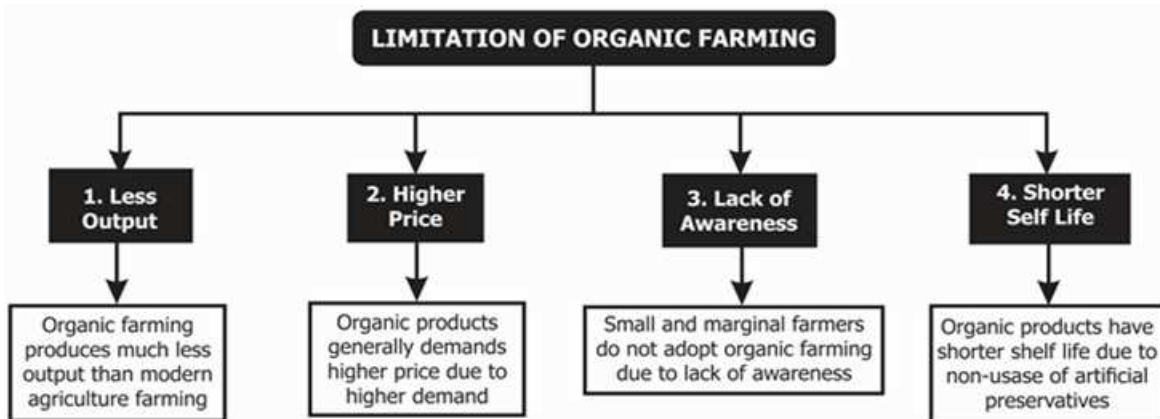 LIMITATION OF ORGANIC FARMING
1. Less
Output
2. Higher
Price
3. Lack of
Awareness
4. Shorter
Self Life
Organic farming
produces much less
output than modern
agriculture farming
Organic products
generally demands
higher price due to
higher demand
Small and marginal farmers
do not adopt organic farming
due to lack of awareness
Organic products have
shorter shelf life due to
non-usase of artificial
preservatives